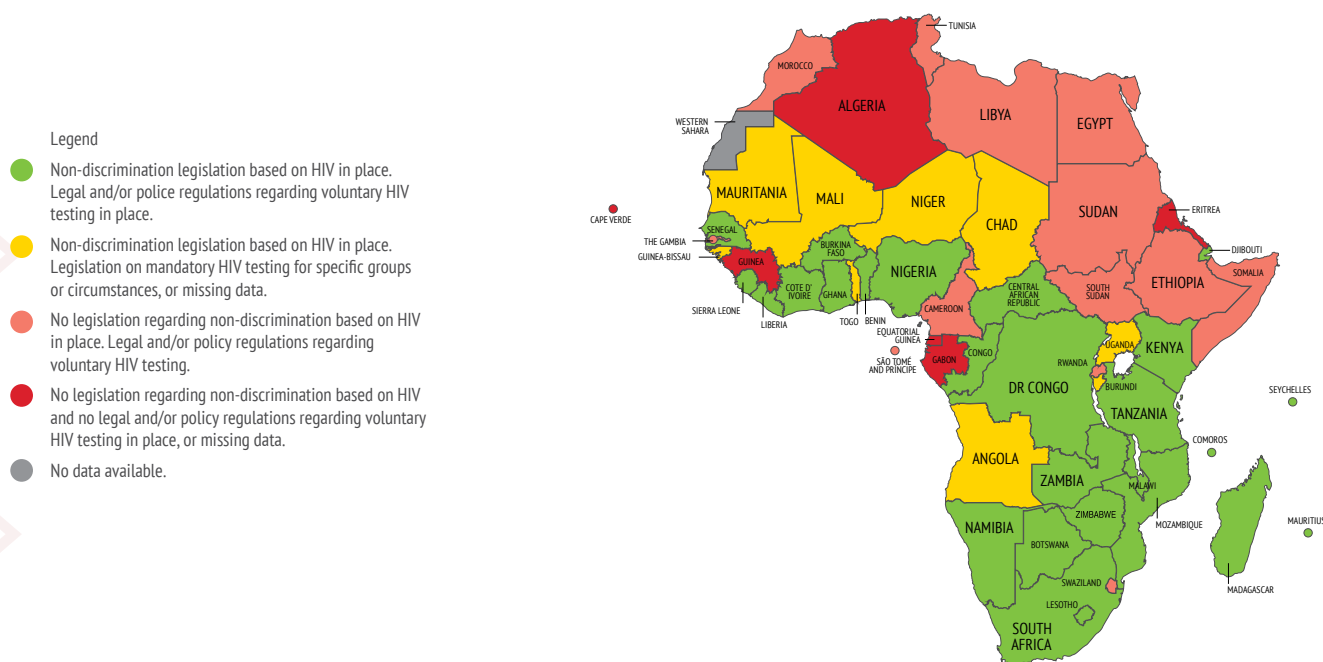 Legend
Non-discrimination legislation based on HIV in place.
Legal and/or police regulations regarding voluntary HIV
testing in place.
Non-discrimination legislation based on HIV in place.
Legislation on mandatory HIV testing for specific groups
or circumstances, or missing data.
No legislation regarding non-discrimination based on HIV
in place. Legal and/or policy regulations regarding
voluntary HIV testing.
No legislation regarding non-discrimination based on HIV
and no legal and/or policy regulations regarding voluntary
HIV testing in place, or missing data.
No data available.
TUNISIA
MOROCCO
ALGERIA
LIBYA
EGYPT
WESTERN
SAHARA
MAURITANIA
MALI
NIGER
CHAD
SUDAN
ERITREA
CAPE VERDE
SENEGAL
THE GAMBIA
GUINEA-BISSAU
GUINEA
BURKINA
FASO
NIGERIA
DJIBOUTI
SOMALIA
ETHIOPIA
SOUTH
SUDAN
CENTRAL
AFRICAN
REPUBLIC
COTE D'
IVOIRE
GHANA
SIERRA LEONE
LIBERIA
TOGO
BENIN
CAMEROON
EQUATORIAL
GUINEA
SÃO TOMÉ
AND PRÍNCIPE
GABON
CONGO
DR CONGO
UGANDA
KENYA
RWANDA
BURUNDI
TANZANIA
SEYCHELLES
COMOROS
ANGOLA
ZAMBIA
MALAWI
MOZAMBIQUE
ZIMBABWE
NAMIBIA
BOTSWANA
MAURITIUS
SWAZILAND
LESOTHO
MADAGASCAR
SOUTH
AFRICA